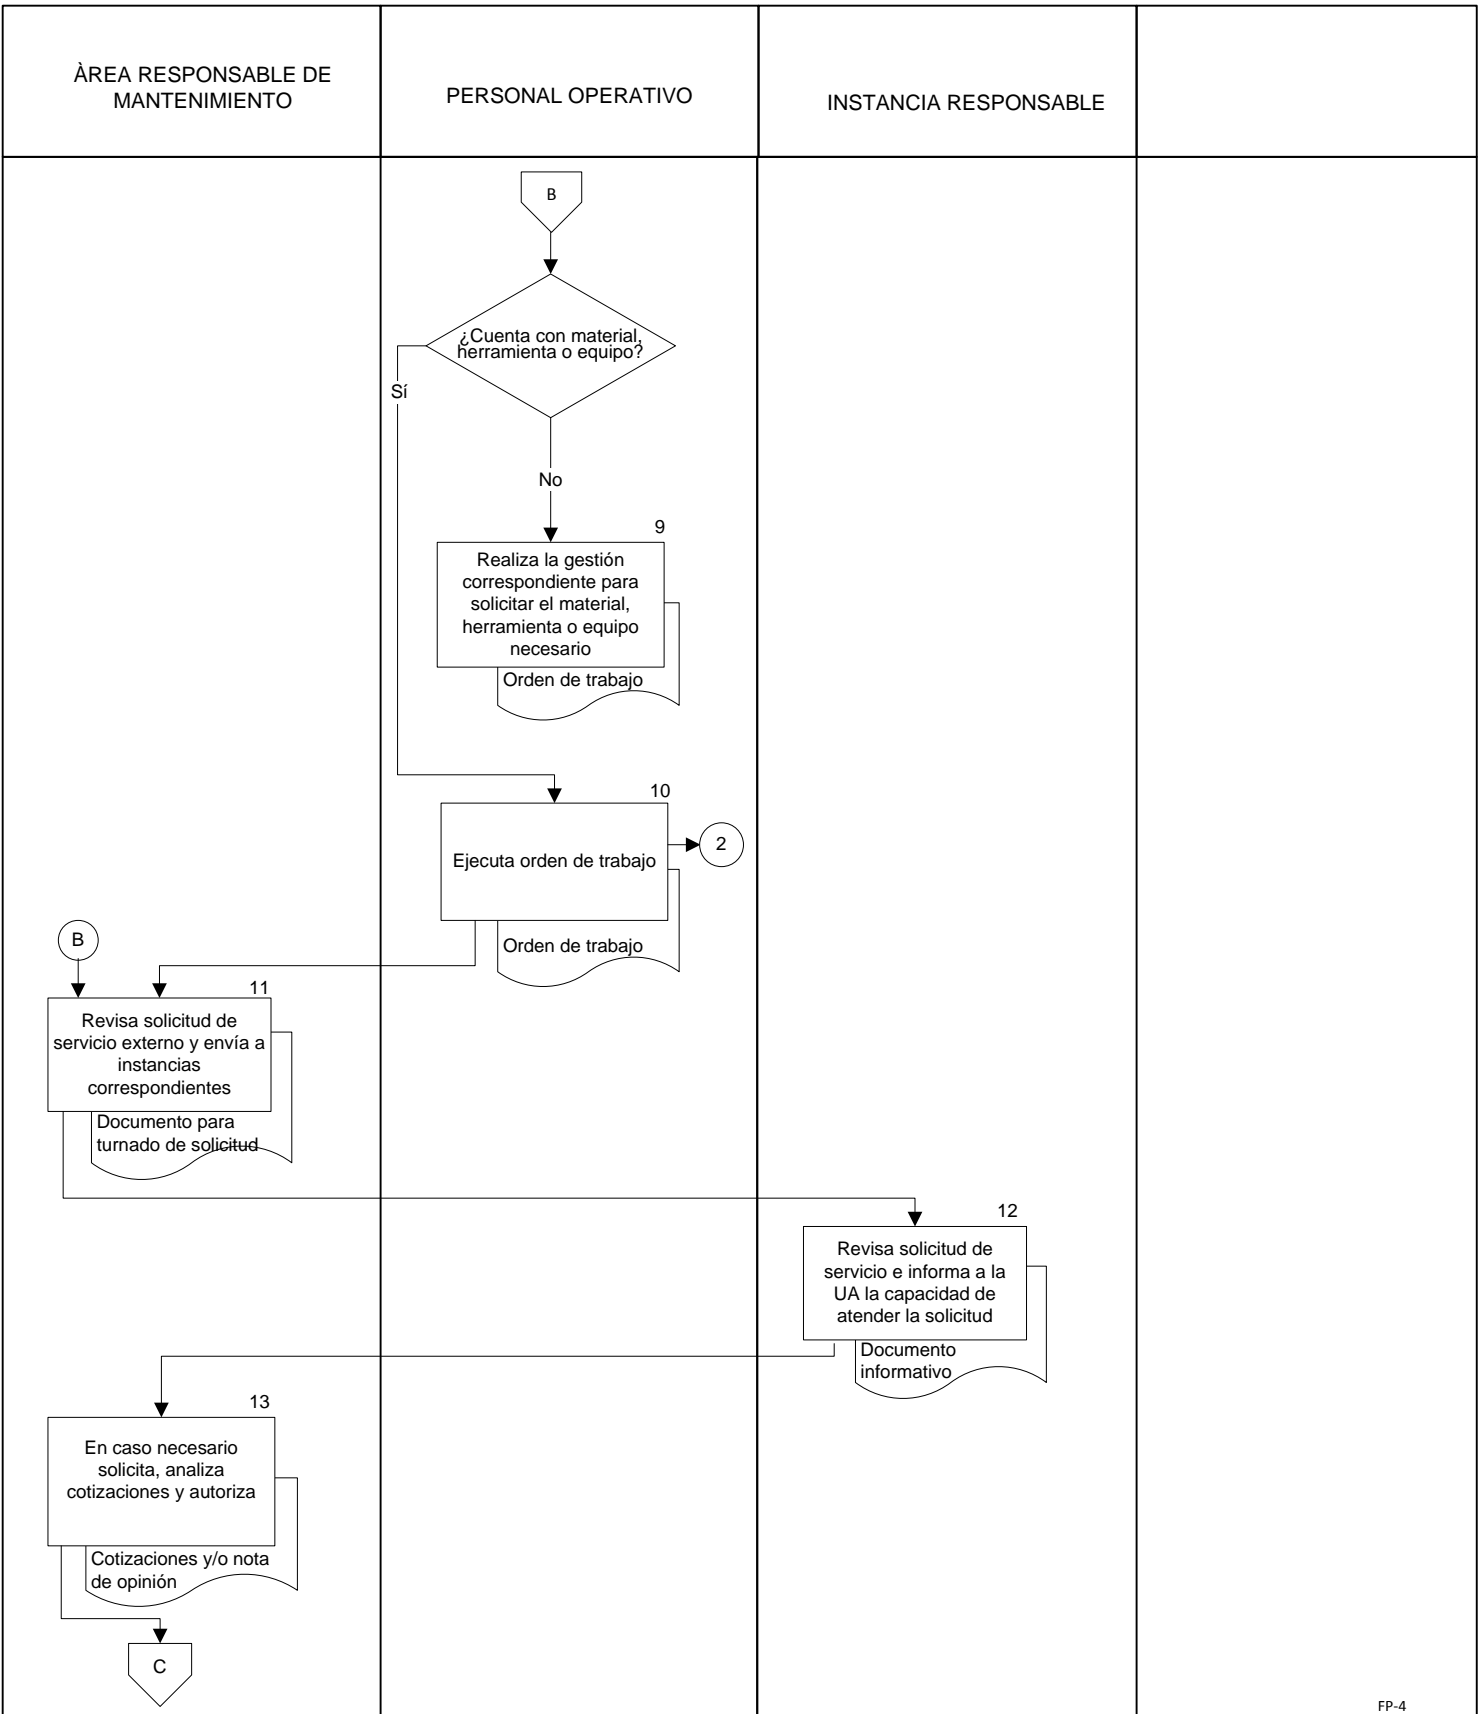 ÀREA RESPONSABLE DE
MANTENIMIENTO
PERSONAL OPERATIVO
INSTANCIA RESPONSABLE
B
¿Cuenta con material,
herramienta o equipo?
Sí
No
9
Realiza la gestión
correspondiente para
solicitar el material,
herramienta o equipo
necesario
Orden de trabajo
10
Ejecuta orden de trabajo
2
Orden de trabajo
B
11
Revisa solicitud de
servicio externo y envía a
instancias
correspondientes
Documento para
turnado de solicitud
12
Revisa solicitud de
servicio e informa a la
UA la capacidad de
atender la solicitud
Documento
informativo
13
En caso necesario
solicita, analiza
cotizaciones y autoriza
Cotizaciones y/o nota
de opinión
C
FP-4